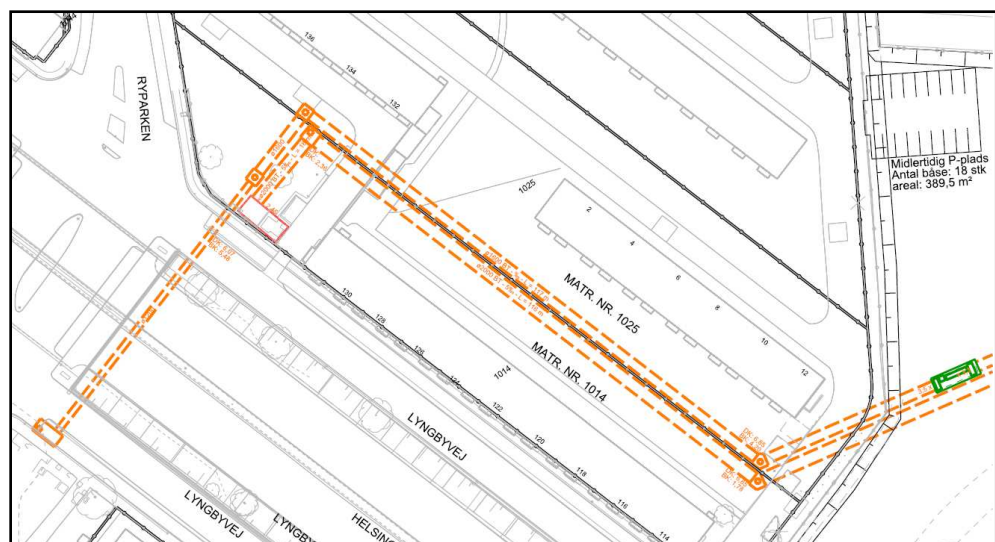 RYPARKEN
136
134
132
Midlertidig P-plads
Antal båse: 18 stk
areal: 389,5 m²
1025
2
4
6
8
10
12
MATR. NR. 1025
MATR. NR. 1014
1014
130
128
126
124
122
120
118
116
114
LYNGBYVEJ
LYNGBYVEJ
HELSIN